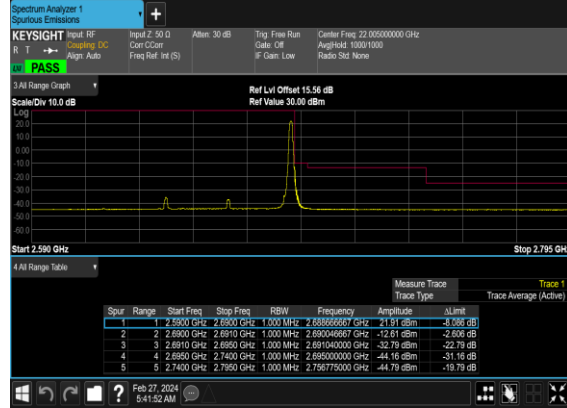 Spectrum Analyzer 1
Spurious Emissions
KEYSIGHT Input: RF Input Z: 50 Ω Atten: 30 dB Trig: Free Run Center Freq: 22.005000000 GHz
R T Coupling: DC Corr CCorr Gate: Off Avg|Hold: 1000/1000
Align: Auto Freq Ref: Int (S) IF Gain: Low Radio Std: None
LW PASS
3 All Range Graph
Ref Lvl Offset 15.56 dB
Scale/Div 10.0 dB Ref Value 30.00 dBm
Log
20.0
10.0
0.00
-10.0
-20.0
-30.0
-40.0
-50.0
-60.0
Start 2.590 GHz Stop 2.795 GH
4 All Range Table
Measure Trace Trace 1
Trace Type Trace Average (Active)
Spur Range Start Freq Stop Freq RBW Frequency Amplitude ΔLimit
1 1 2.5900 GHz 2.6900 GHz 1.000 MHz 2.688666667 GHz 21.91 dBm -8.086 dB
2 2 2.6900 GHz 2.6910 GHz 1.000 MHz 2.690046667 GHz -12.61 dBm -2.606 dB
3 3 2.6910 GHz 2.6950 GHz 1.000 MHz 2.691040000 GHz -32.79 dBm -22.79 dB
4 4 2.6950 GHz 2.7400 GHz 1.000 MHz 2.695000000 GHz -44.16 dBm -31.16 dB
5 5 2.7400 GHz 2.7950 GHz 1.000 MHz 2.756775000 GHz -44.79 dBm -19.79 dB
Feb 27, 2024
5:41:52 AM